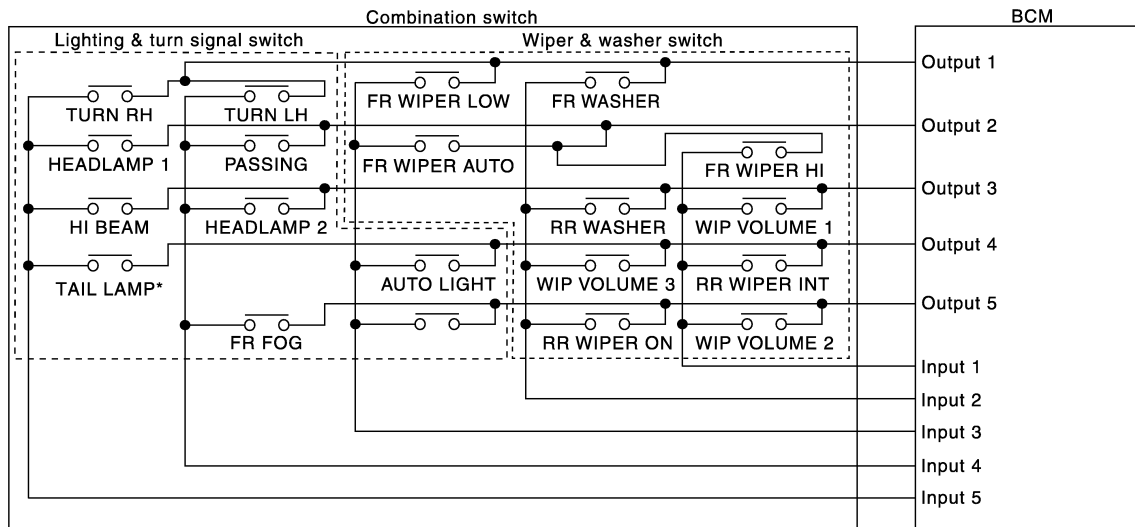 Combination switch
BCM
Lighting & turn signal switch
Wiper & washer switch
Output 1
TURN RH
TURN LH
FR WIPER LOW
FR WASHER
Output 2
HEADLAMP 1
PASSING
FR WIPER AUTO
FR WIPER HI
Output 3
HI BEAM
HEADLAMP 2
RR WASHER
WIP VOLUME 1
Output 4
TAIL LAMP*
AUTO LIGHT
WIP VOLUME 3
RR WIPER INT
Output 5
FR FOG
RR WIPER ON
WIP VOLUME 2
Input 1
Input 2
Input 3
Input 4
Input 5